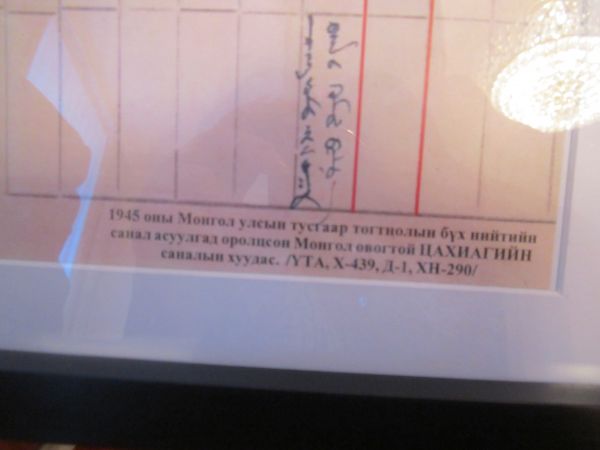 1945 оны Монгол улсын тусгаар тогтнолын бүх нийтийн
санал асуулгад оролцсон Монгол овогтой ЦАХИАГИЙН
саналын хуудас. /ҮТА, Х-439, Д-1, ХН-290/